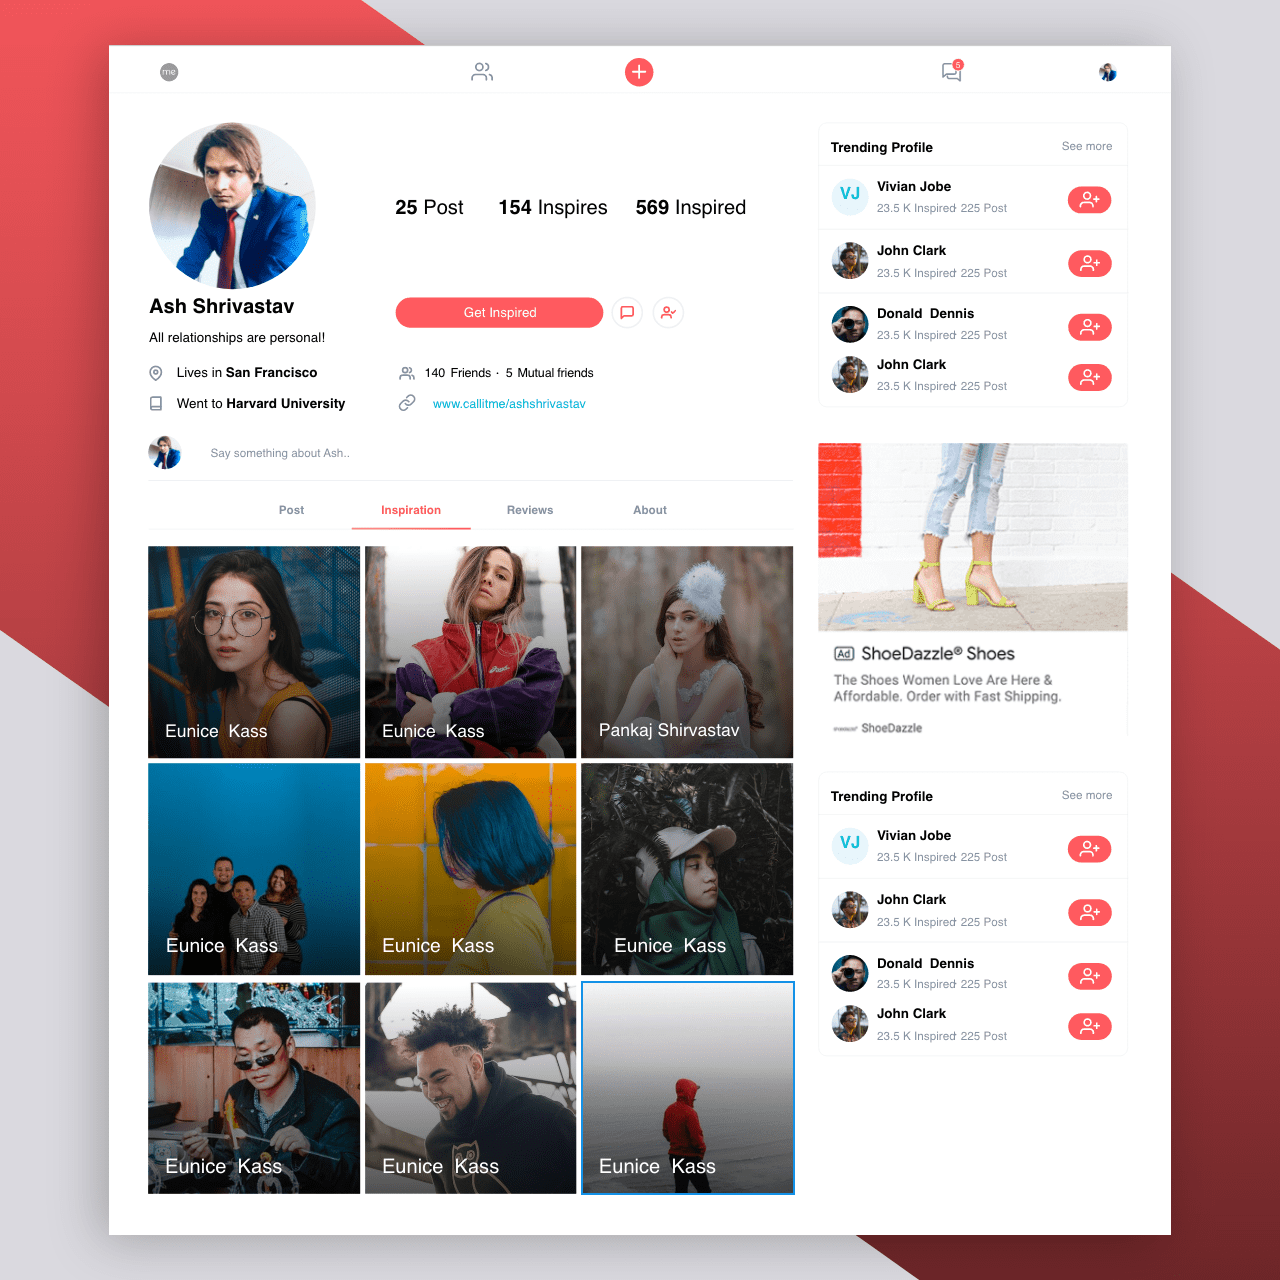 me
5
25 Post
154 Inspires
569 Inspired
Ash Shrivastav
All relationships are personal!
Get Inspired
Lives in San Francisco
140 Friends · 5 Mutual friends
Went to Harvard University
www.callitme/ashshrivastav
Say something about Ash..
Post
Inspiration
Reviews
About
Eunice Kass
Eunice Kass
Pankaj Shirvastav
Eunice Kass
Eunice Kass
Eunice Kass
Eunice Kass
Eunice Kass
Eunice Kass
Trending Profile
See more
VJ
Vivian Jobe
23.5 K Inspired· 225 Post
John Clark
23.5 K Inspired· 225 Post
Donald Dennis
23.5 K Inspired· 225 Post
John Clark
23.5 K Inspired· 225 Post
Ad ShoeDazzle® Shoes
The Shoes Women Love Are Here &
Affordable. Order with Fast Shipping.
ShoeDazzle
Trending Profile
See more
VJ
Vivian Jobe
23.5 K Inspired· 225 Post
John Clark
23.5 K Inspired· 225 Post
Donald Dennis
23.5 K Inspired· 225 Post
John Clark
23.5 K Inspired· 225 Post